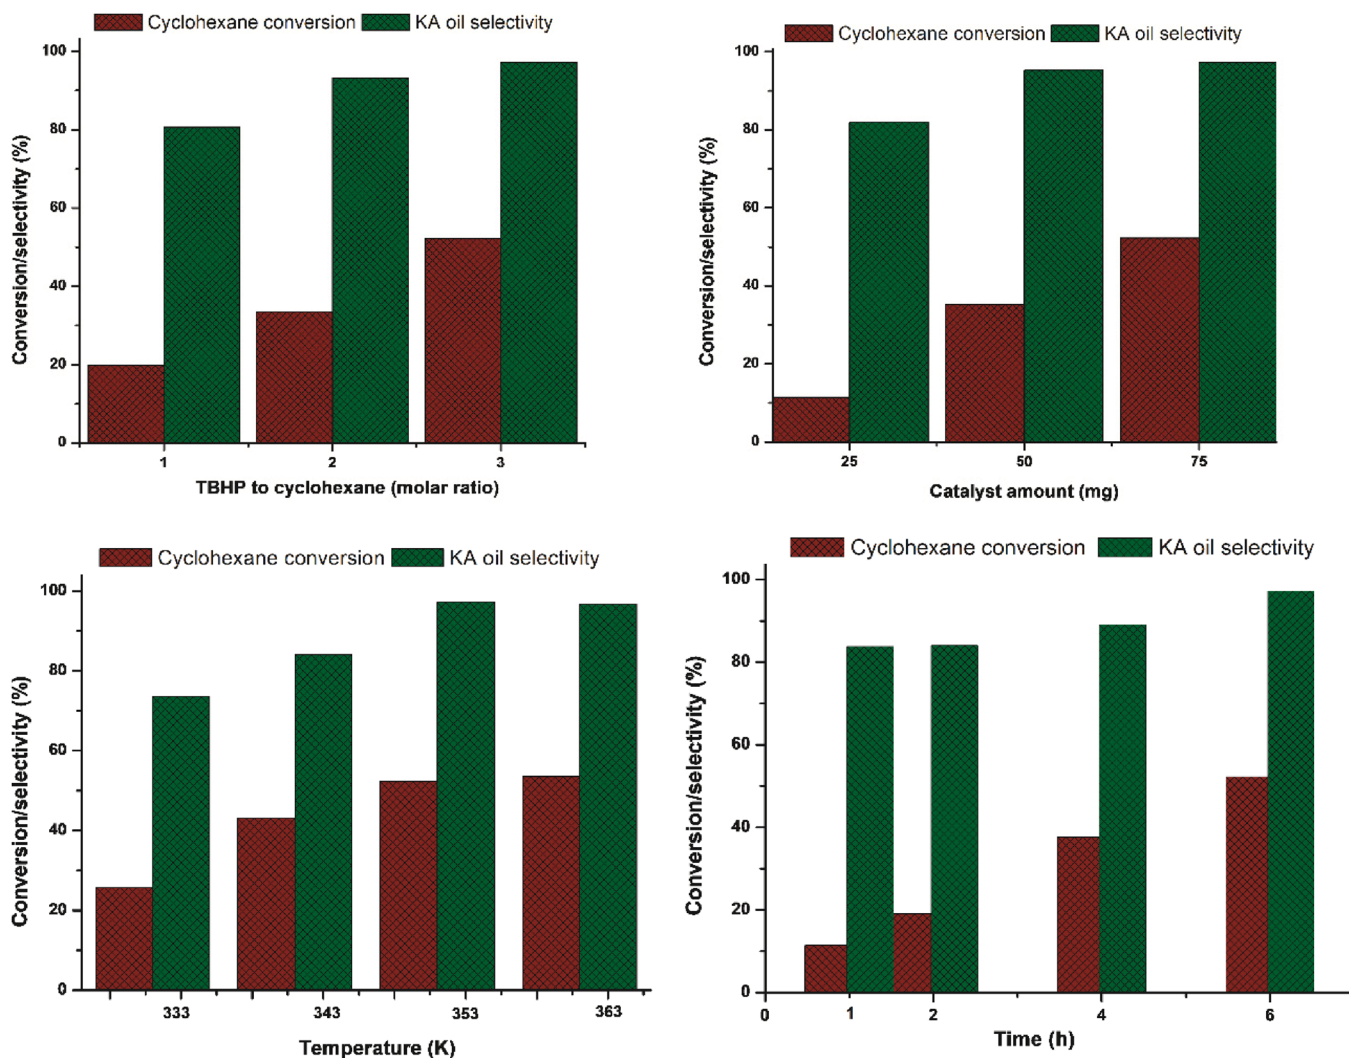 Cyclohexane conversion KA oil selectivity
100
80
60
40
20
0
Conversion/selectivity (%)
1 2 3
TBHP to cyclohexane (molar ratio)
Cyclohexane conversion KA oil selectivity
100
80
60
40
20
0
Conversion/selectivity (%)
25 50 75
Catalyst amount (mg)
Cyclohexane conversion KA oil selectivity
100
80
60
40
20
0
Conversion/selectivity (%)
333 343 353 363
Temperature (K)
Cyclohexane conversion KA oil selectivity
100
80
60
40
20
0
Conversion/selectivity (%)
0 1 2 4 6
Time (h)